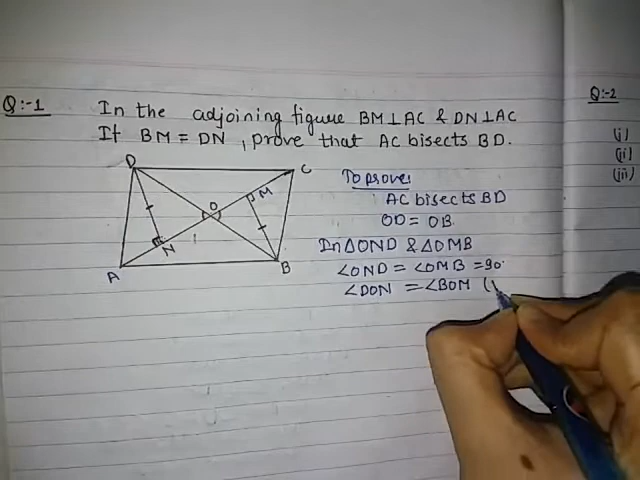 Q:-1 In the adjoining figure BM⊥AC & DN⊥AC
If BM = DN, prove that AC bisects BD.
D
C
M
O
N
A
B
To prove:
AC bisects BD
OD = OB
In △OND & △OMB
∠OND = ∠OMB = 90°
∠DON = ∠BOM (
Q:-2
(i)
(ii)
(iii)